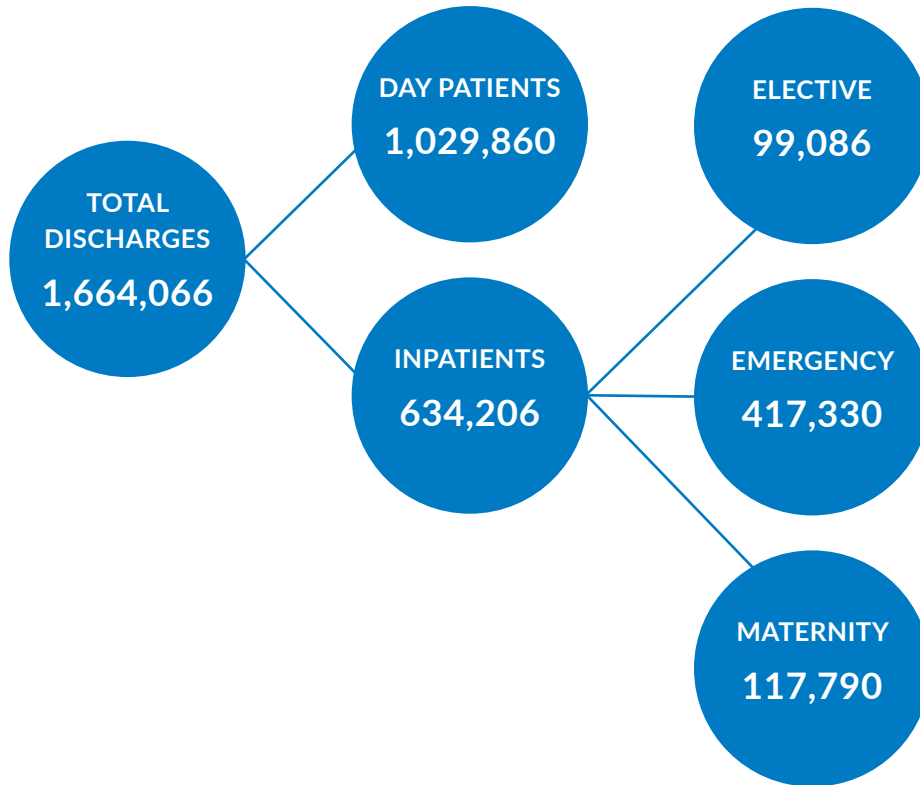 TOTAL
DISCHARGES
1,664,066
DAY PATIENTS
1,029,860
INPATIENTS
634,206
ELECTIVE
99,086
EMERGENCY
417,330
MATERNITY
117,790